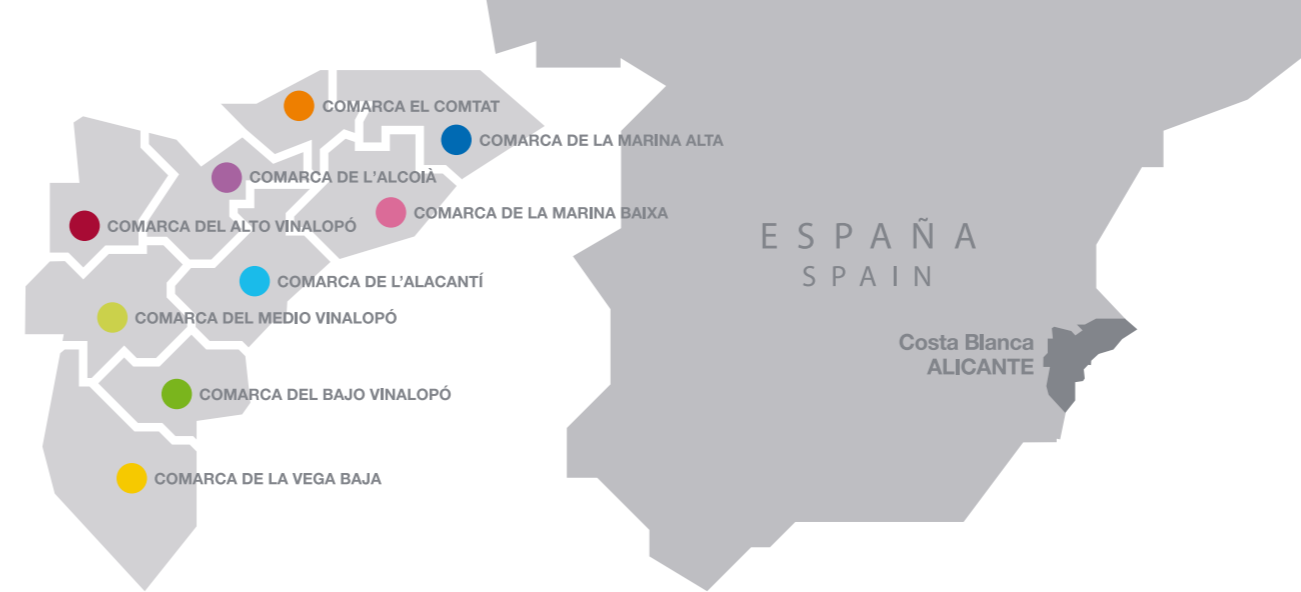 COMARCA EL COMTAT
COMARCA DE LA MARINA ALTA
COMARCA DE L'ALCOIÀ
COMARCA DE LA MARINA BAIXA
COMARCA DEL ALTO VINALOPÓ
COMARCA DE L'ALACANTÍ
COMARCA DEL MEDIO VINALOPÓ
COMARCA DEL BAJO VINALOPÓ
COMARCA DE LA VEGA BAJA
ESPAÑA
SPAIN
Costa Blanca
ALICANTE